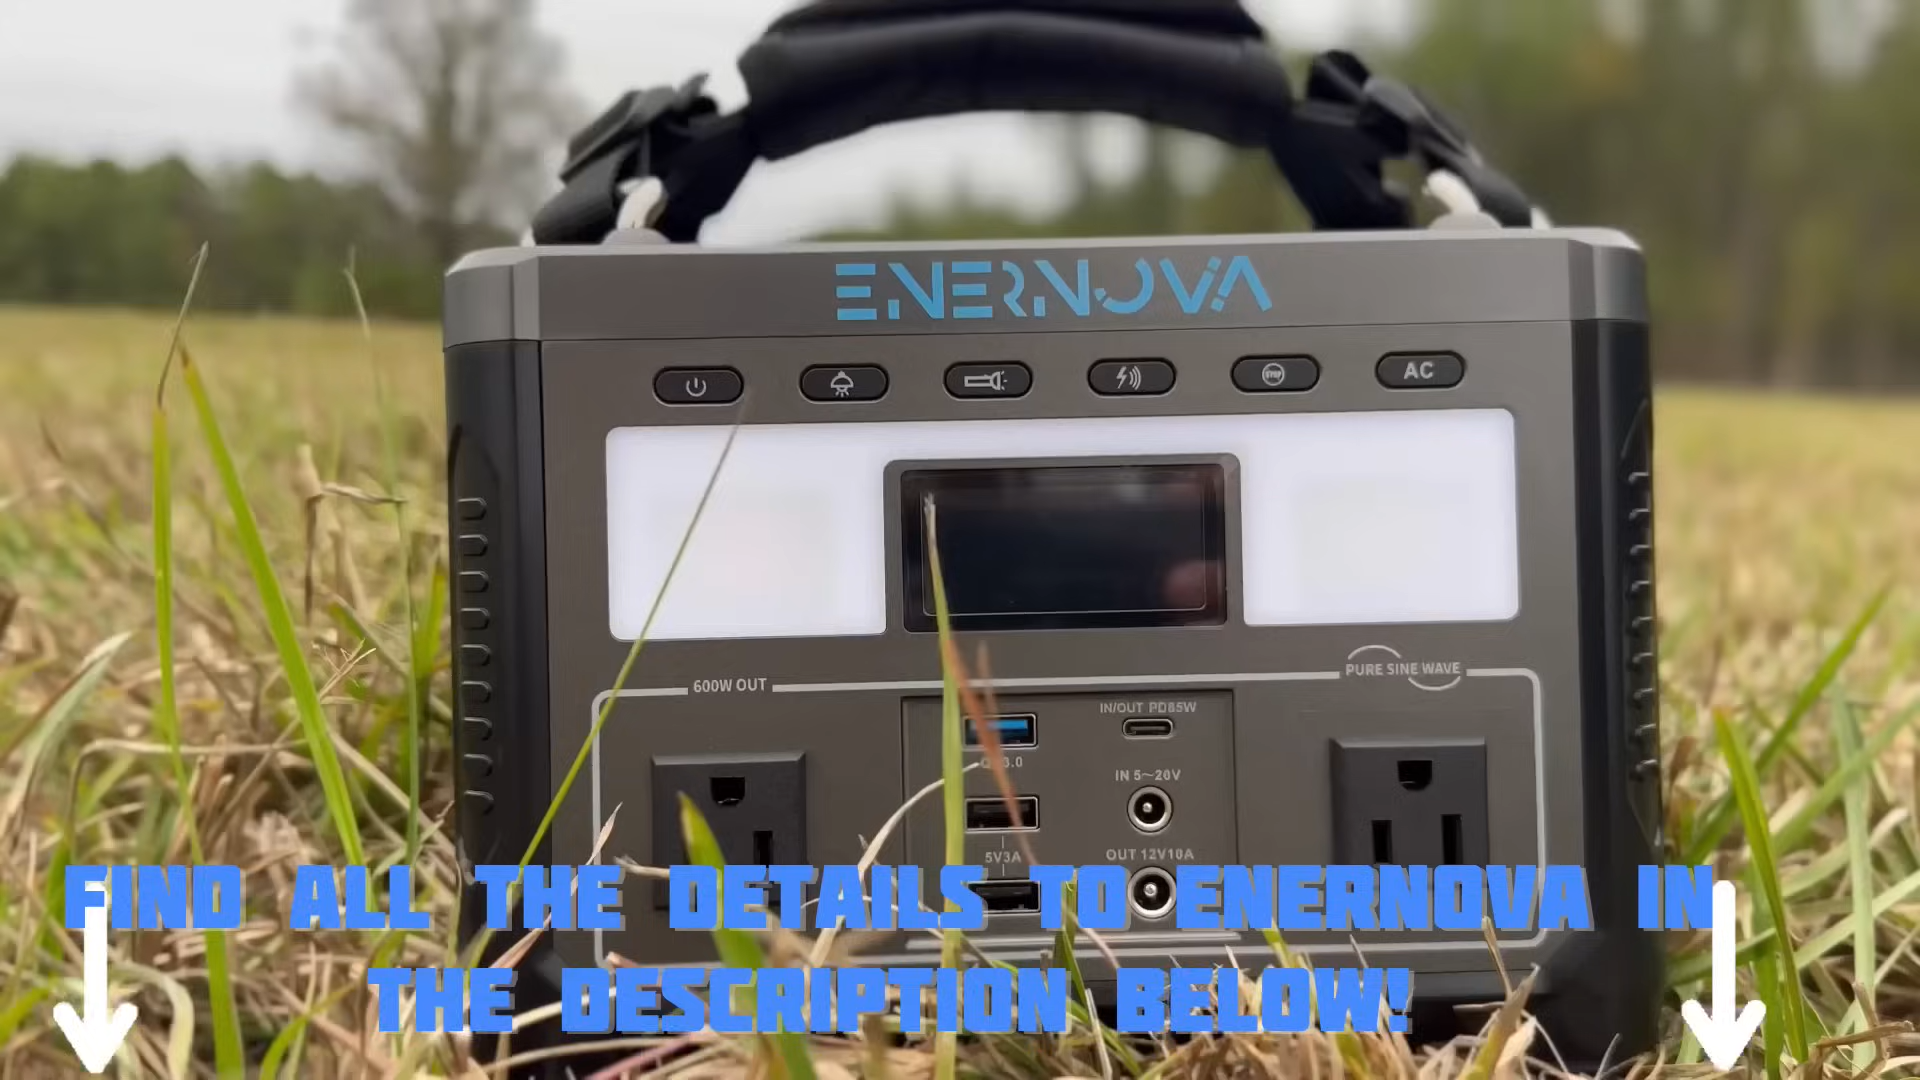 ENERNOVA
STOP
AC
600W OUT
PURE SINE WAVE
IN/OUT PD85W
IN 5~20V
5V3A
OUT 12V10A
FIND ALL THE DETAILS TO ENERNOVA IN
THE DESCRIPTION BELOW!